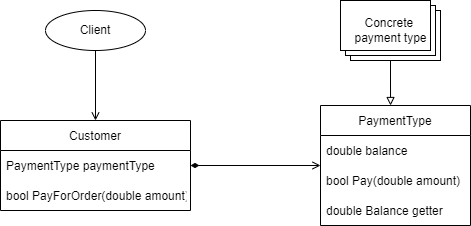 Client
Concrete
payment type
Customer
PaymentType paymentType
bool PayForOrder(double amount)
PaymentType
double balance
bool Pay(double amount)
double Balance getter